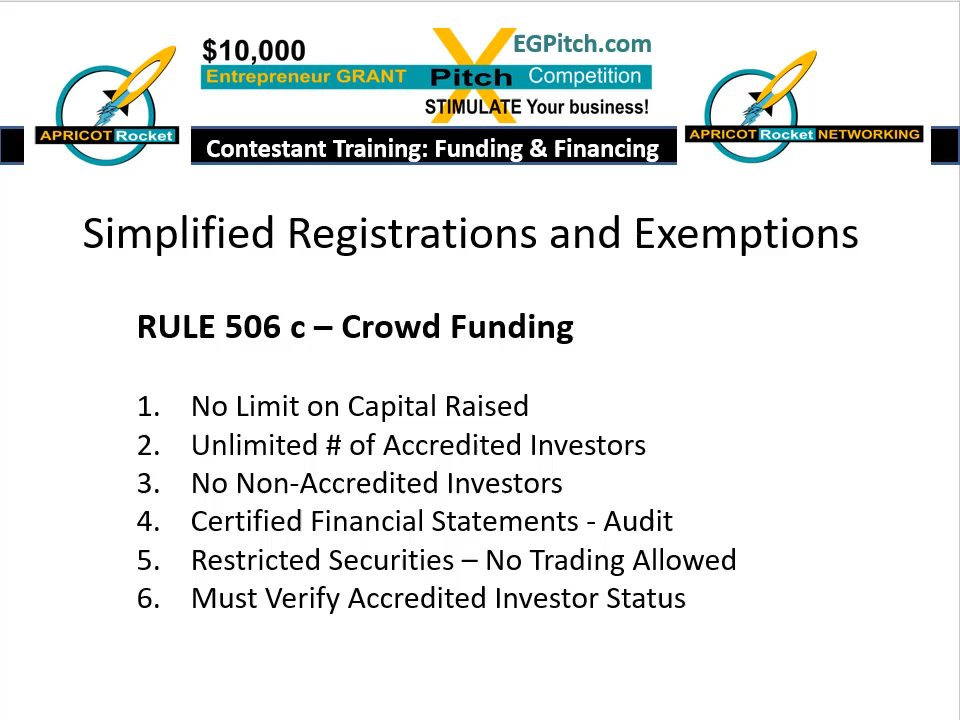 $10,000
EGPitch.com
Entrepreneur GRANT X Pitch Competition
STIMULATE Your business!
APRICOT Rocket
APRICOT Rocket NETWORKING
Contestant Training: Funding & Financing
Simplified Registrations and Exemptions
RULE 506 c – Crowd Funding
1. No Limit on Capital Raised
2. Unlimited # of Accredited Investors
3. No Non-Accredited Investors
4. Certified Financial Statements - Audit
5. Restricted Securities – No Trading Allowed
6. Must Verify Accredited Investor Status